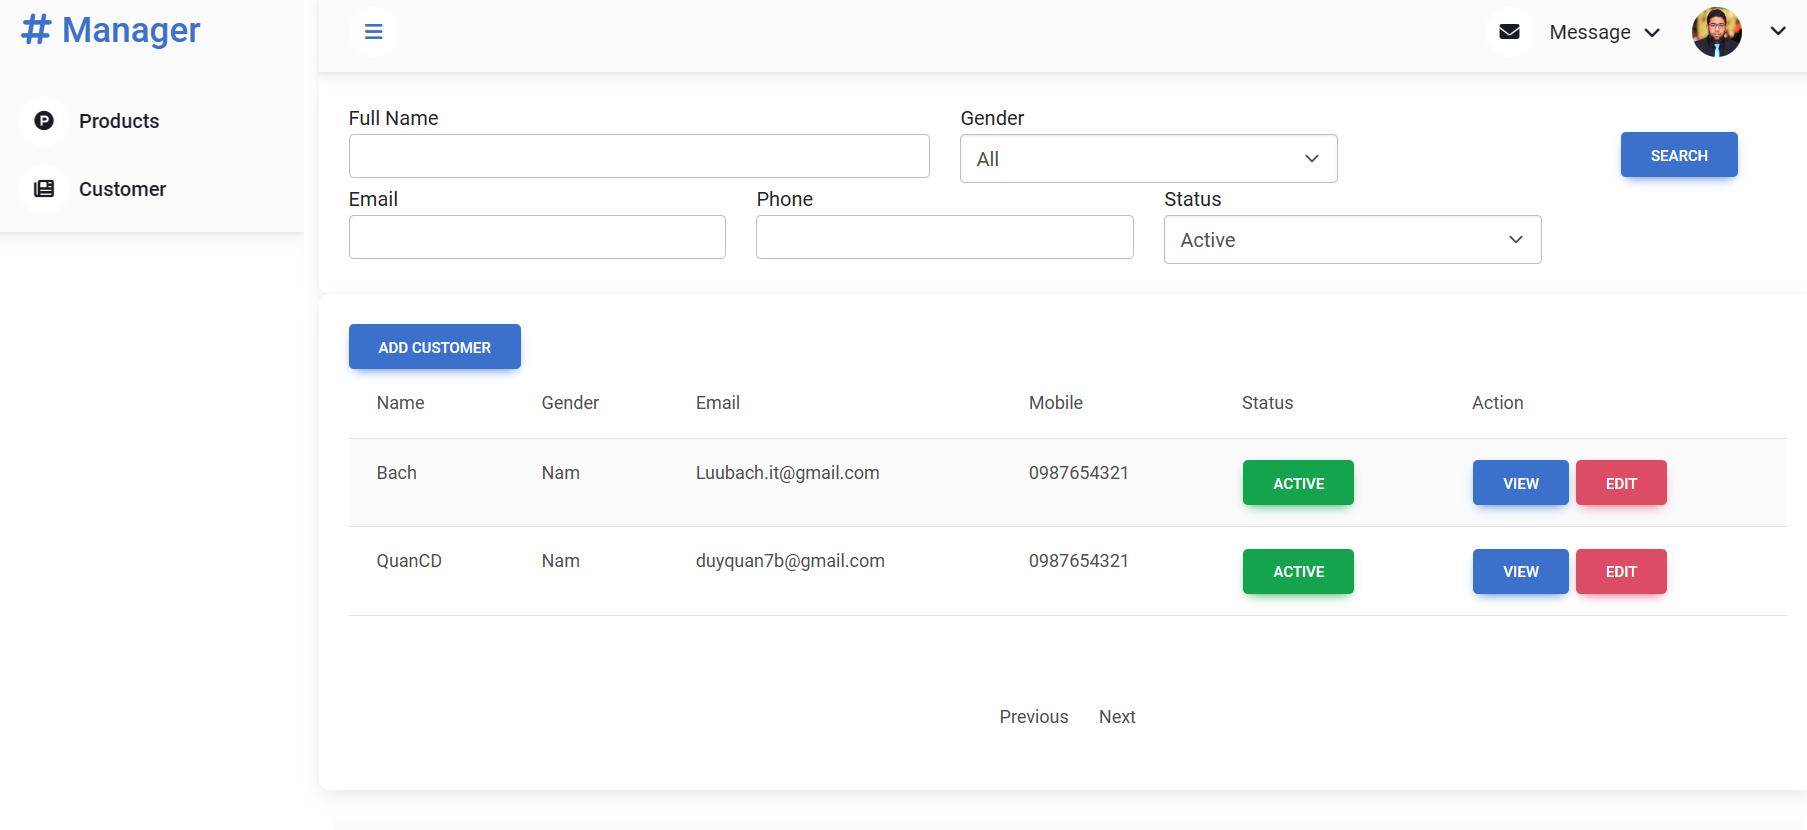 # Manager
Message
Products
Customer
Full Name
Gender
All
SEARCH
Email
Phone
Status
Active
ADD CUSTOMER
Name Gender Email Mobile Status Action
Bach Nam Luubach.it@gmail.com 0987654321 ACTIVE VIEW EDIT
QuanCD Nam duyquan7b@gmail.com 0987654321 ACTIVE VIEW EDIT
Previous Next